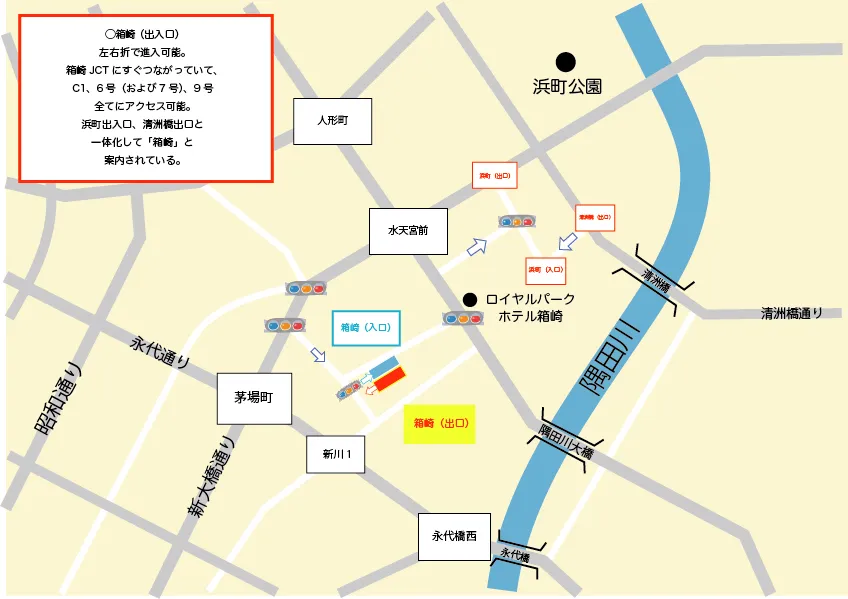 〇箱崎（出入口）
左右折で進入可能。
箱崎JCTにすぐつながっていて、
C1、６号（および７号）、９号
全てにアクセス可能。
浜町出入口、清洲橋出口と
一体化して「箱崎」と
案内されている。
浜町公園
人形町
浜町（出口）
水天宮前
清洲橋（出口）
浜町（入口）
清洲橋
ロイヤルパーク
ホテル箱崎
清洲橋通り
箱崎（入口）
永代通り
隅田川
昭和通り
茅場町
箱崎（出口）
隅田川大橋
新川１
新大橋通り
永代橋西
永代橋